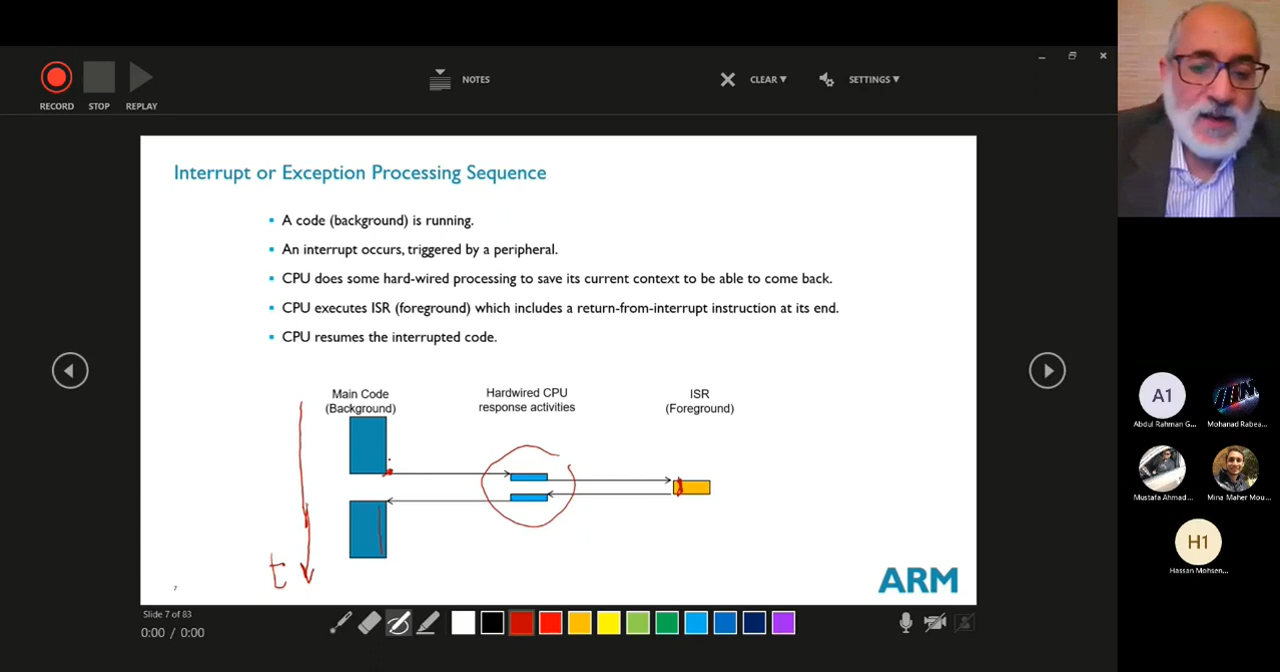 RECORD
STOP
REPLAY
NOTES
CLEAR
SETTINGS
Interrupt or Exception Processing Sequence
A code (background) is running.
An interrupt occurs, triggered by a peripheral.
CPU does some hard-wired processing to save its current context to be able to come back.
CPU executes ISR (foreground) which includes a return-from-interrupt instruction at its end.
CPU resumes the interrupted code.
Main Code
(Background)
Hardwired CPU
response activities
ISR
(Foreground)
t
ARM
7
Slide 7 of 83
0:00 / 0:00
A1
Abdul Rahman G...
Mohanad Rabea...
Mustafa Ahmad...
Mina Maher Mou...
H1
Hassan Mohsen...